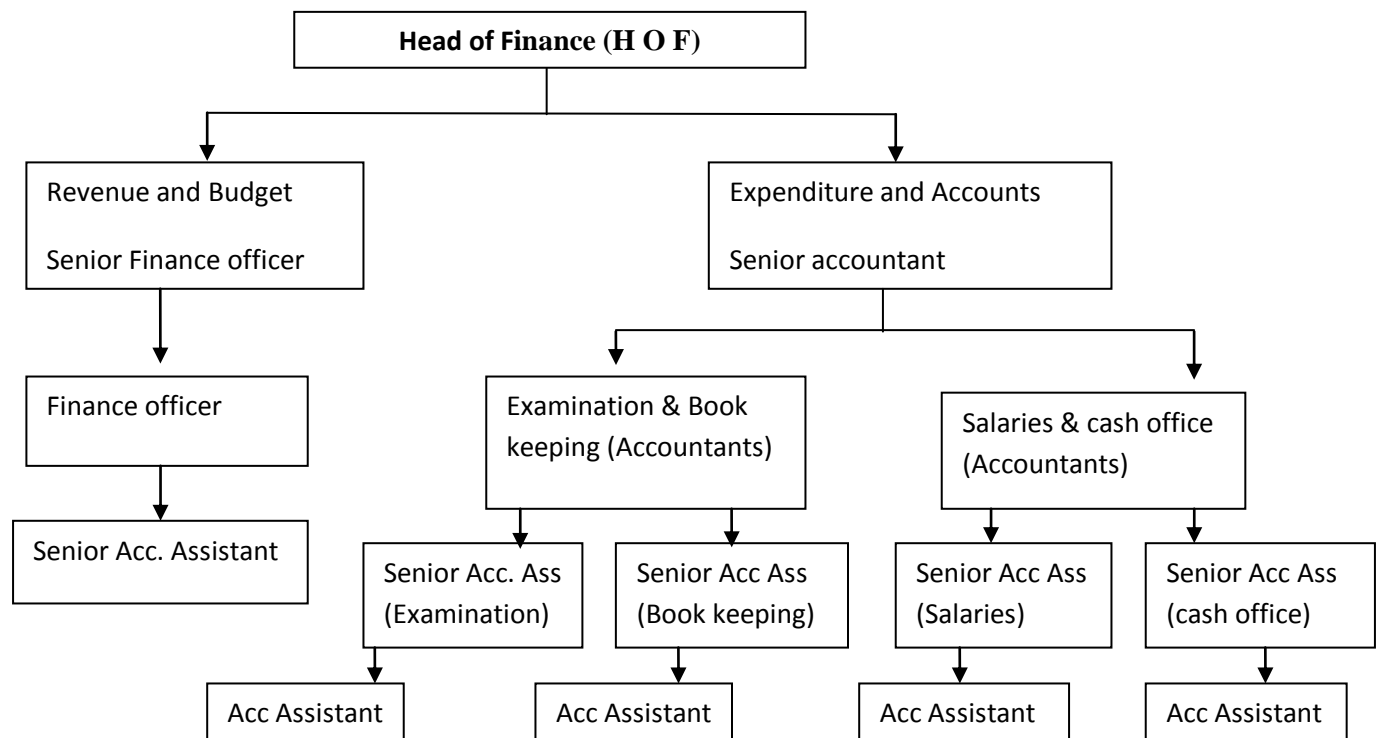 Head of Finance (H O F)
Revenue and Budget
Senior Finance officer
Expenditure and Accounts
Senior accountant
Finance officer
Examination & Book
keeping (Accountants)
Salaries & cash office
(Accountants)
Senior Acc. Assistant
Senior Acc. Ass
(Examination)
Senior Acc Ass
(Book keeping)
Senior Acc Ass
(Salaries)
Senior Acc Ass
(cash office)
Acc Assistant
Acc Assistant
Acc Assistant
Acc Assistant